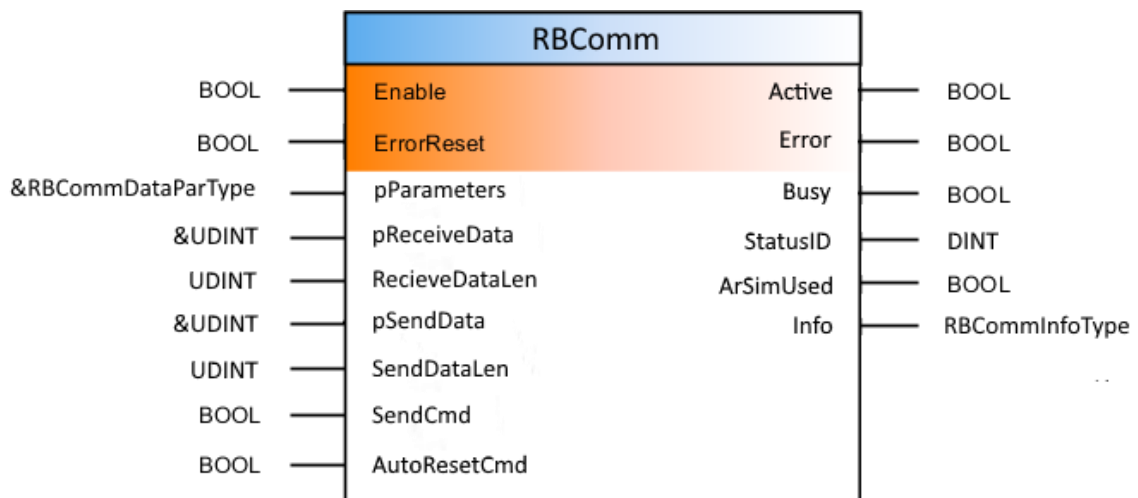 RBComm
BOOL Enable Active BOOL
BOOL ErrorReset Error BOOL
&RBCommDataParType pParameters Busy BOOL
&UDINT pReceiveData StatusID DINT
UDINT RecieveDataLen ArSimUsed BOOL
&UDINT pSendData Info RBCommInfoType
UDINT SendDataLen
BOOL SendCmd
BOOL AutoResetCmd